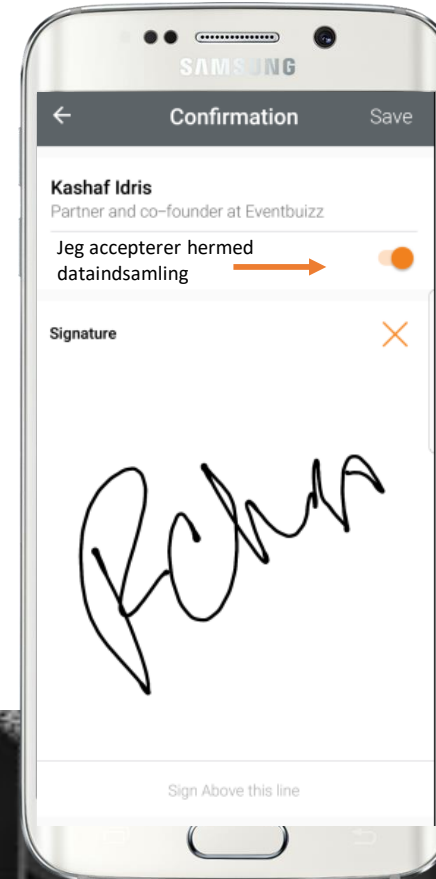 SAMSUNG
Confirmation Save
Kashaf Idris
Partner and co-founder at Eventbuizz
Jeg accepterer hermed
dataindsamling
Signature
Sign Above this line